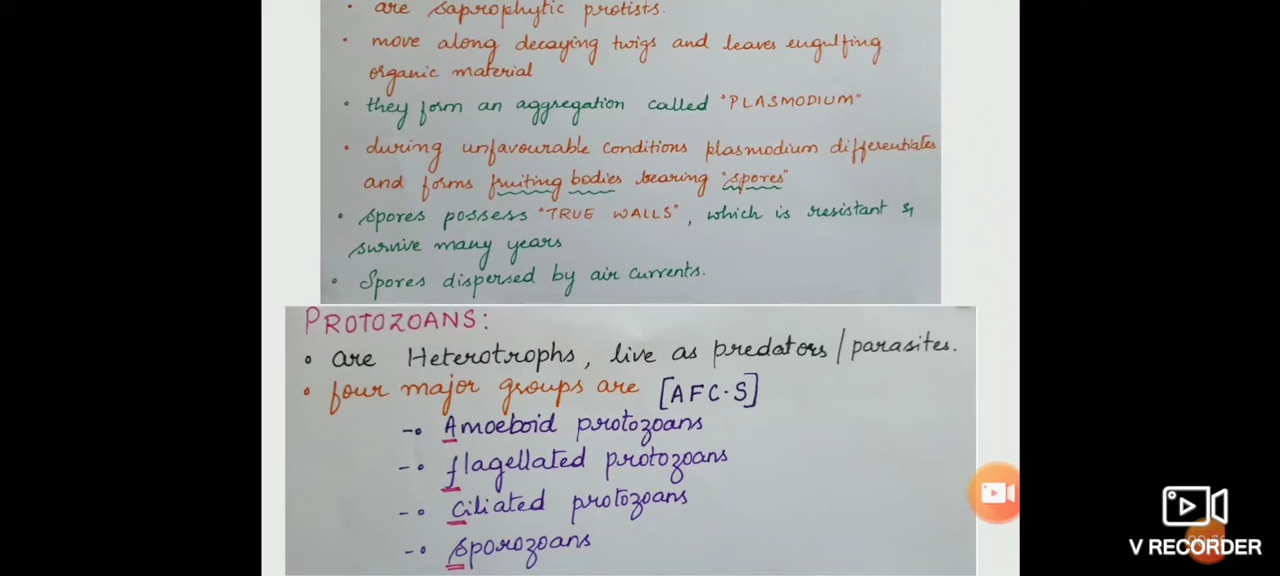 • are saprophytic protists.
• move along decaying twigs and leaves engulfing
organic material
• they form an aggregation called "PLASMODIUM"
• during unfavourable conditions plasmodium differentiates
and forms fruiting bodies bearing "spores"
• Spores possess "TRUE WALLS", which is resistant &
survive many years
• Spores dispersed by air currents.
PROTOZOANS:
• are Heterotrophs, live as predators/parasites.
• four major groups are [AFC-S]
-• Amoeboid protozoans
-• flagellated protozoans
-• Ciliated protozoans
-• Sporozoans
V RECORDER